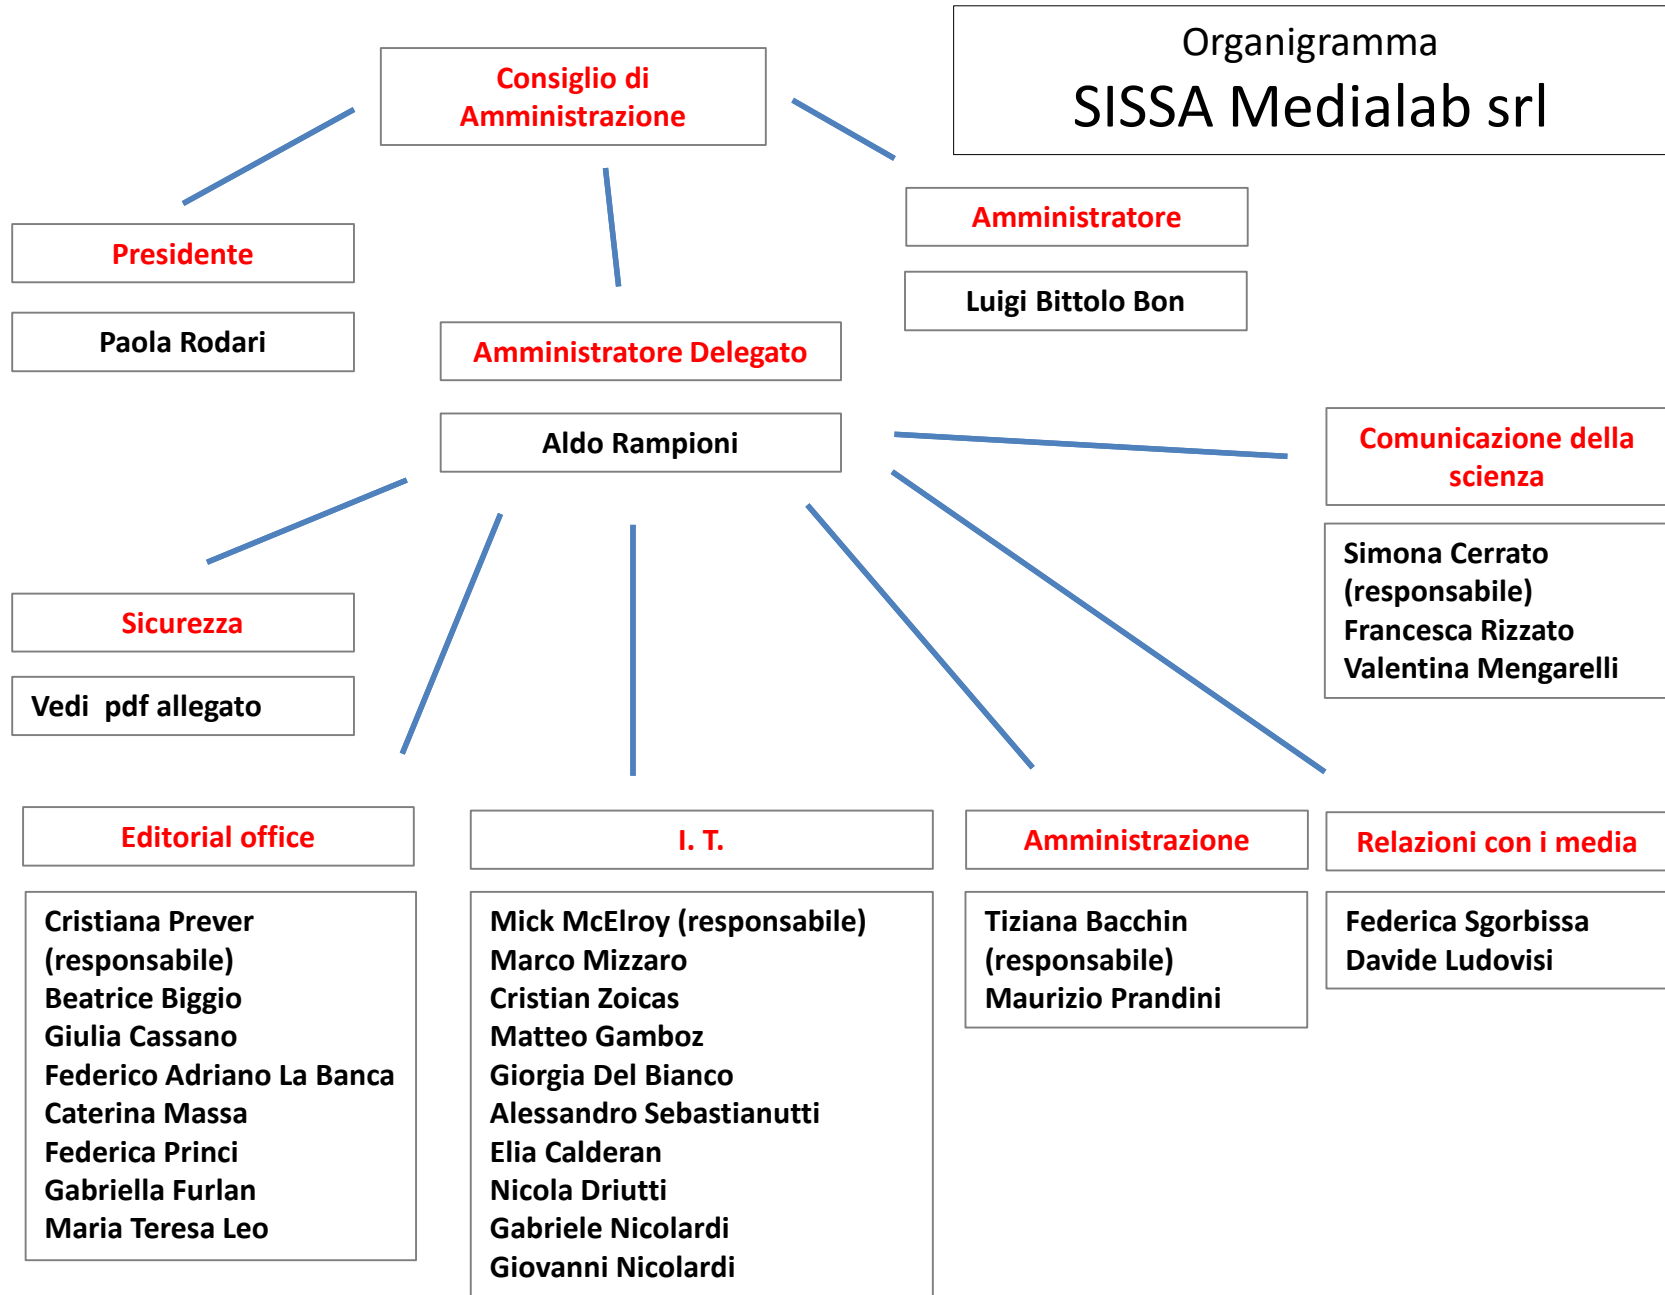 Organigramma
SISSA Medialab srl
Consiglio di
Amministrazione
Presidente
Paola Rodari
Amministratore Delegato
Aldo Rampioni
Amministratore
Luigi Bittolo Bon
Comunicazione della
scienza
Simona Cerrato
(responsabile)
Francesca Rizzato
Valentina Mengarelli
Sicurezza
Vedi  pdf allegato
Editorial office
Cristiana Prever
(responsabile)
Beatrice Biggio
Giulia Cassano
Federico Adriano La Banca
Caterina Massa
Federica Princi
Gabriella Furlan
Maria Teresa Leo
I. T.
Mick McElroy (responsabile)
Marco Mizzaro
Cristian Zoicas
Matteo Gamboz
Giorgia Del Bianco
Alessandro Sebastianutti
Elia Calderan
Nicola Driutti
Gabriele Nicolardi
Giovanni Nicolardi
Amministrazione
Tiziana Bacchin
(responsabile)
Maurizio Prandini
Relazioni con i media
Federica Sgorbissa
Davide Ludovisi